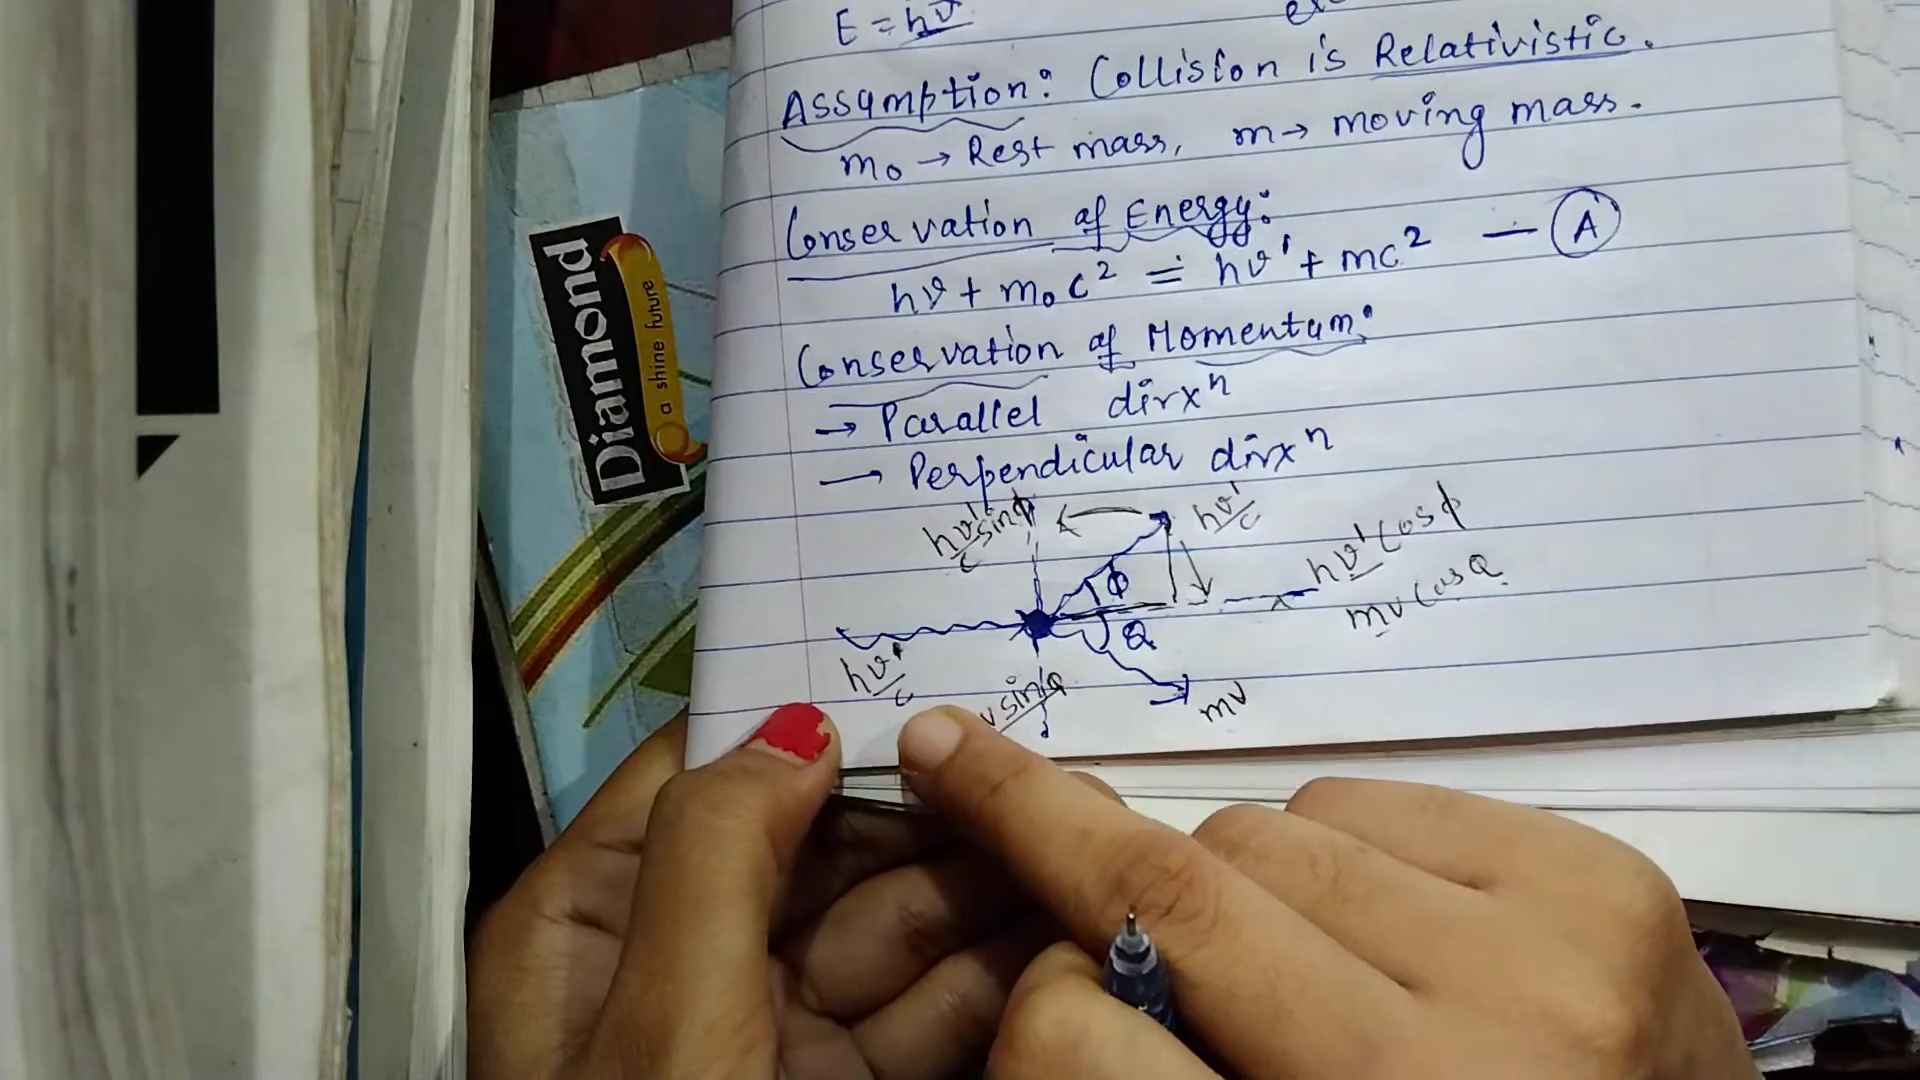 E = hν
Assumption: Collision is Relativistic.
m₀ → Rest mass, m → moving mass.
Conservation of Energy:
hν + m₀c² = hν' + mc² — (A)
Conservation of Momentum:
→ Parallel dirxⁿ
→ Perpendicular dirxⁿ
hν'/c sinϕ
hν'/c
hν' cosϕ
ϕ
mv cosθ
θ
hν/c
v sinθ
mv
Diamond
a shine future